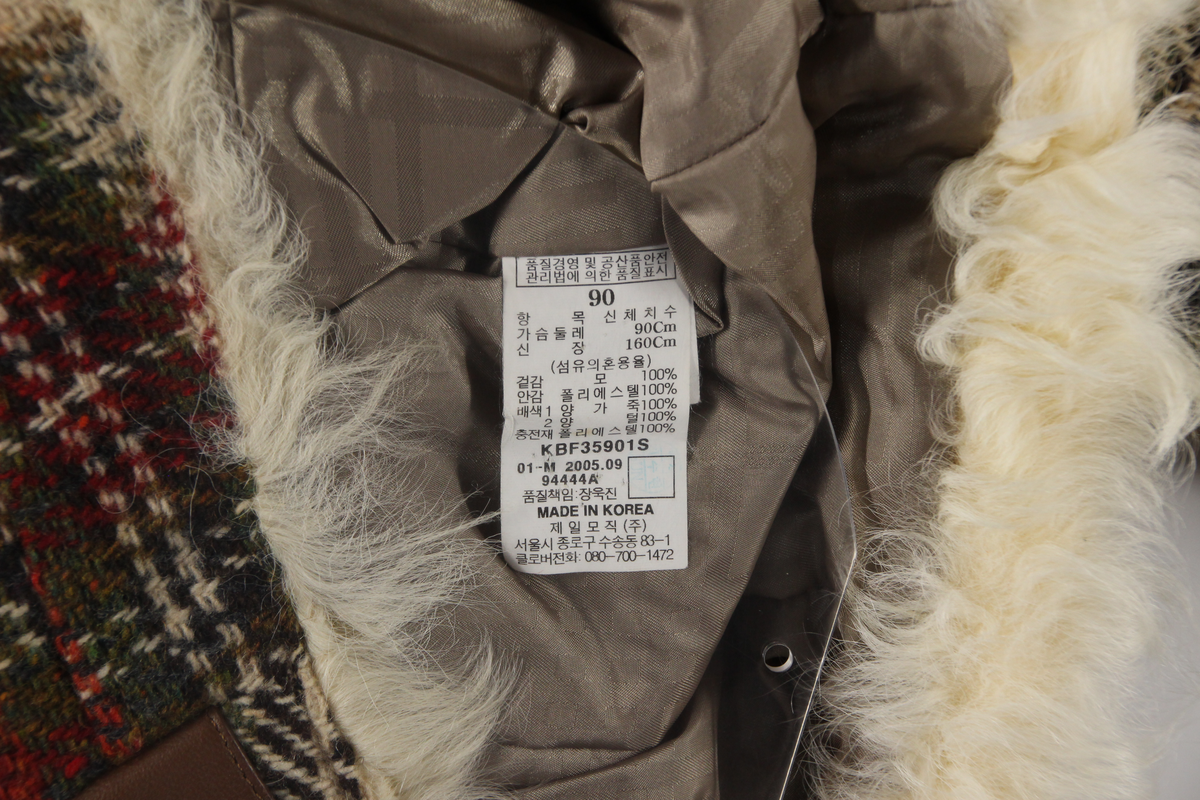 품질경영 및 공산품안전
관리법에 의한 품질표시
90
항 목 신체치수
가슴둘레 90Cm
신 장 160Cm
(섬유의혼용율)
겉감 모 100%
안감 폴리에스텔100%
배색1 양 가 죽100%
2 양 털100%
충전재 폴리에스텔100%
KBF35901S
01-M 2005.09
94444A
품질책임:장욱진
MADE IN KOREA
제일모직(주)
서울시종로구수송동83-1
클로버전화: 080-700-1472